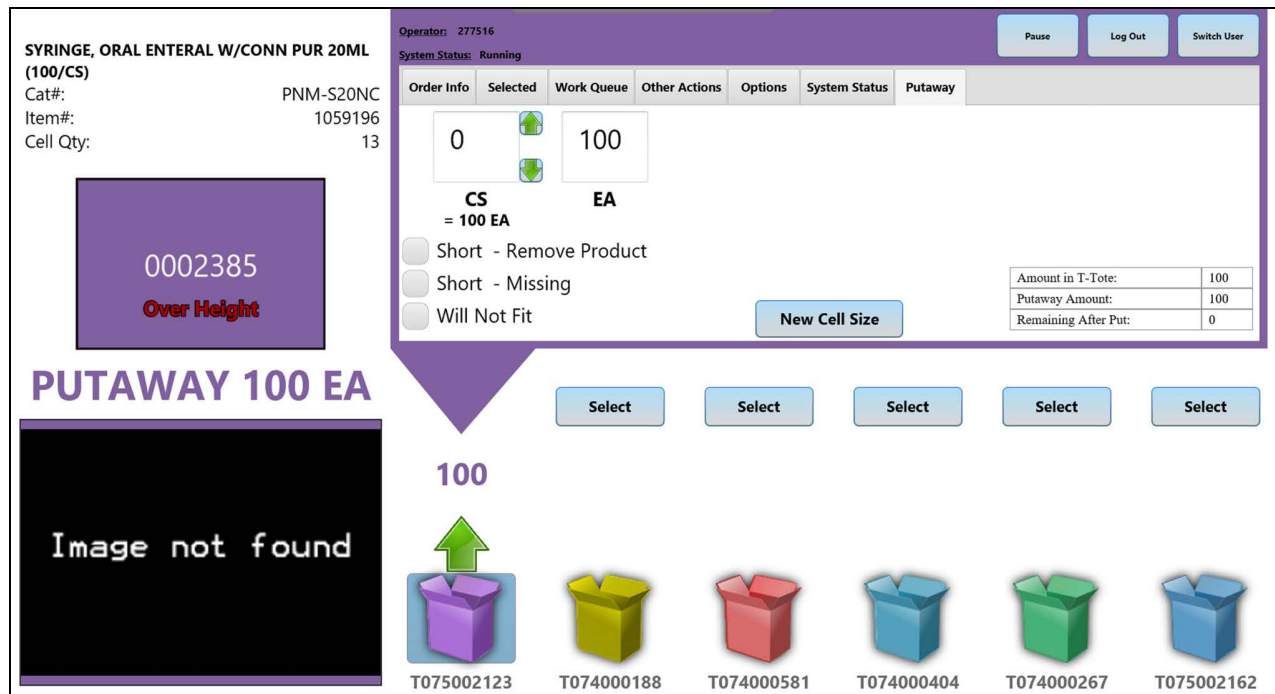 SYRINGE, ORAL ENTERAL W/CONN PUR 20ML
(100/CS)
Cat#: PNM-S20NC
Item#: 1059196
Cell Qty: 13
0002385
Over Height
PUTAWAY 100 EA
Image not found
Operator: 277516
System Status: Running
Pause Log Out Switch User
Order Info Selected Work Queue Other Actions Options System Status Putaway
0 100
CS EA
= 100 EA
Short - Remove Product
Short - Missing
Will Not Fit
New Cell Size
Amount in T-Tote: 100
Putaway Amount: 100
Remaining After Put: 0
Select Select Select Select Select
100
T075002123 T074000188 T074000581 T074000404 T074000267 T075002162